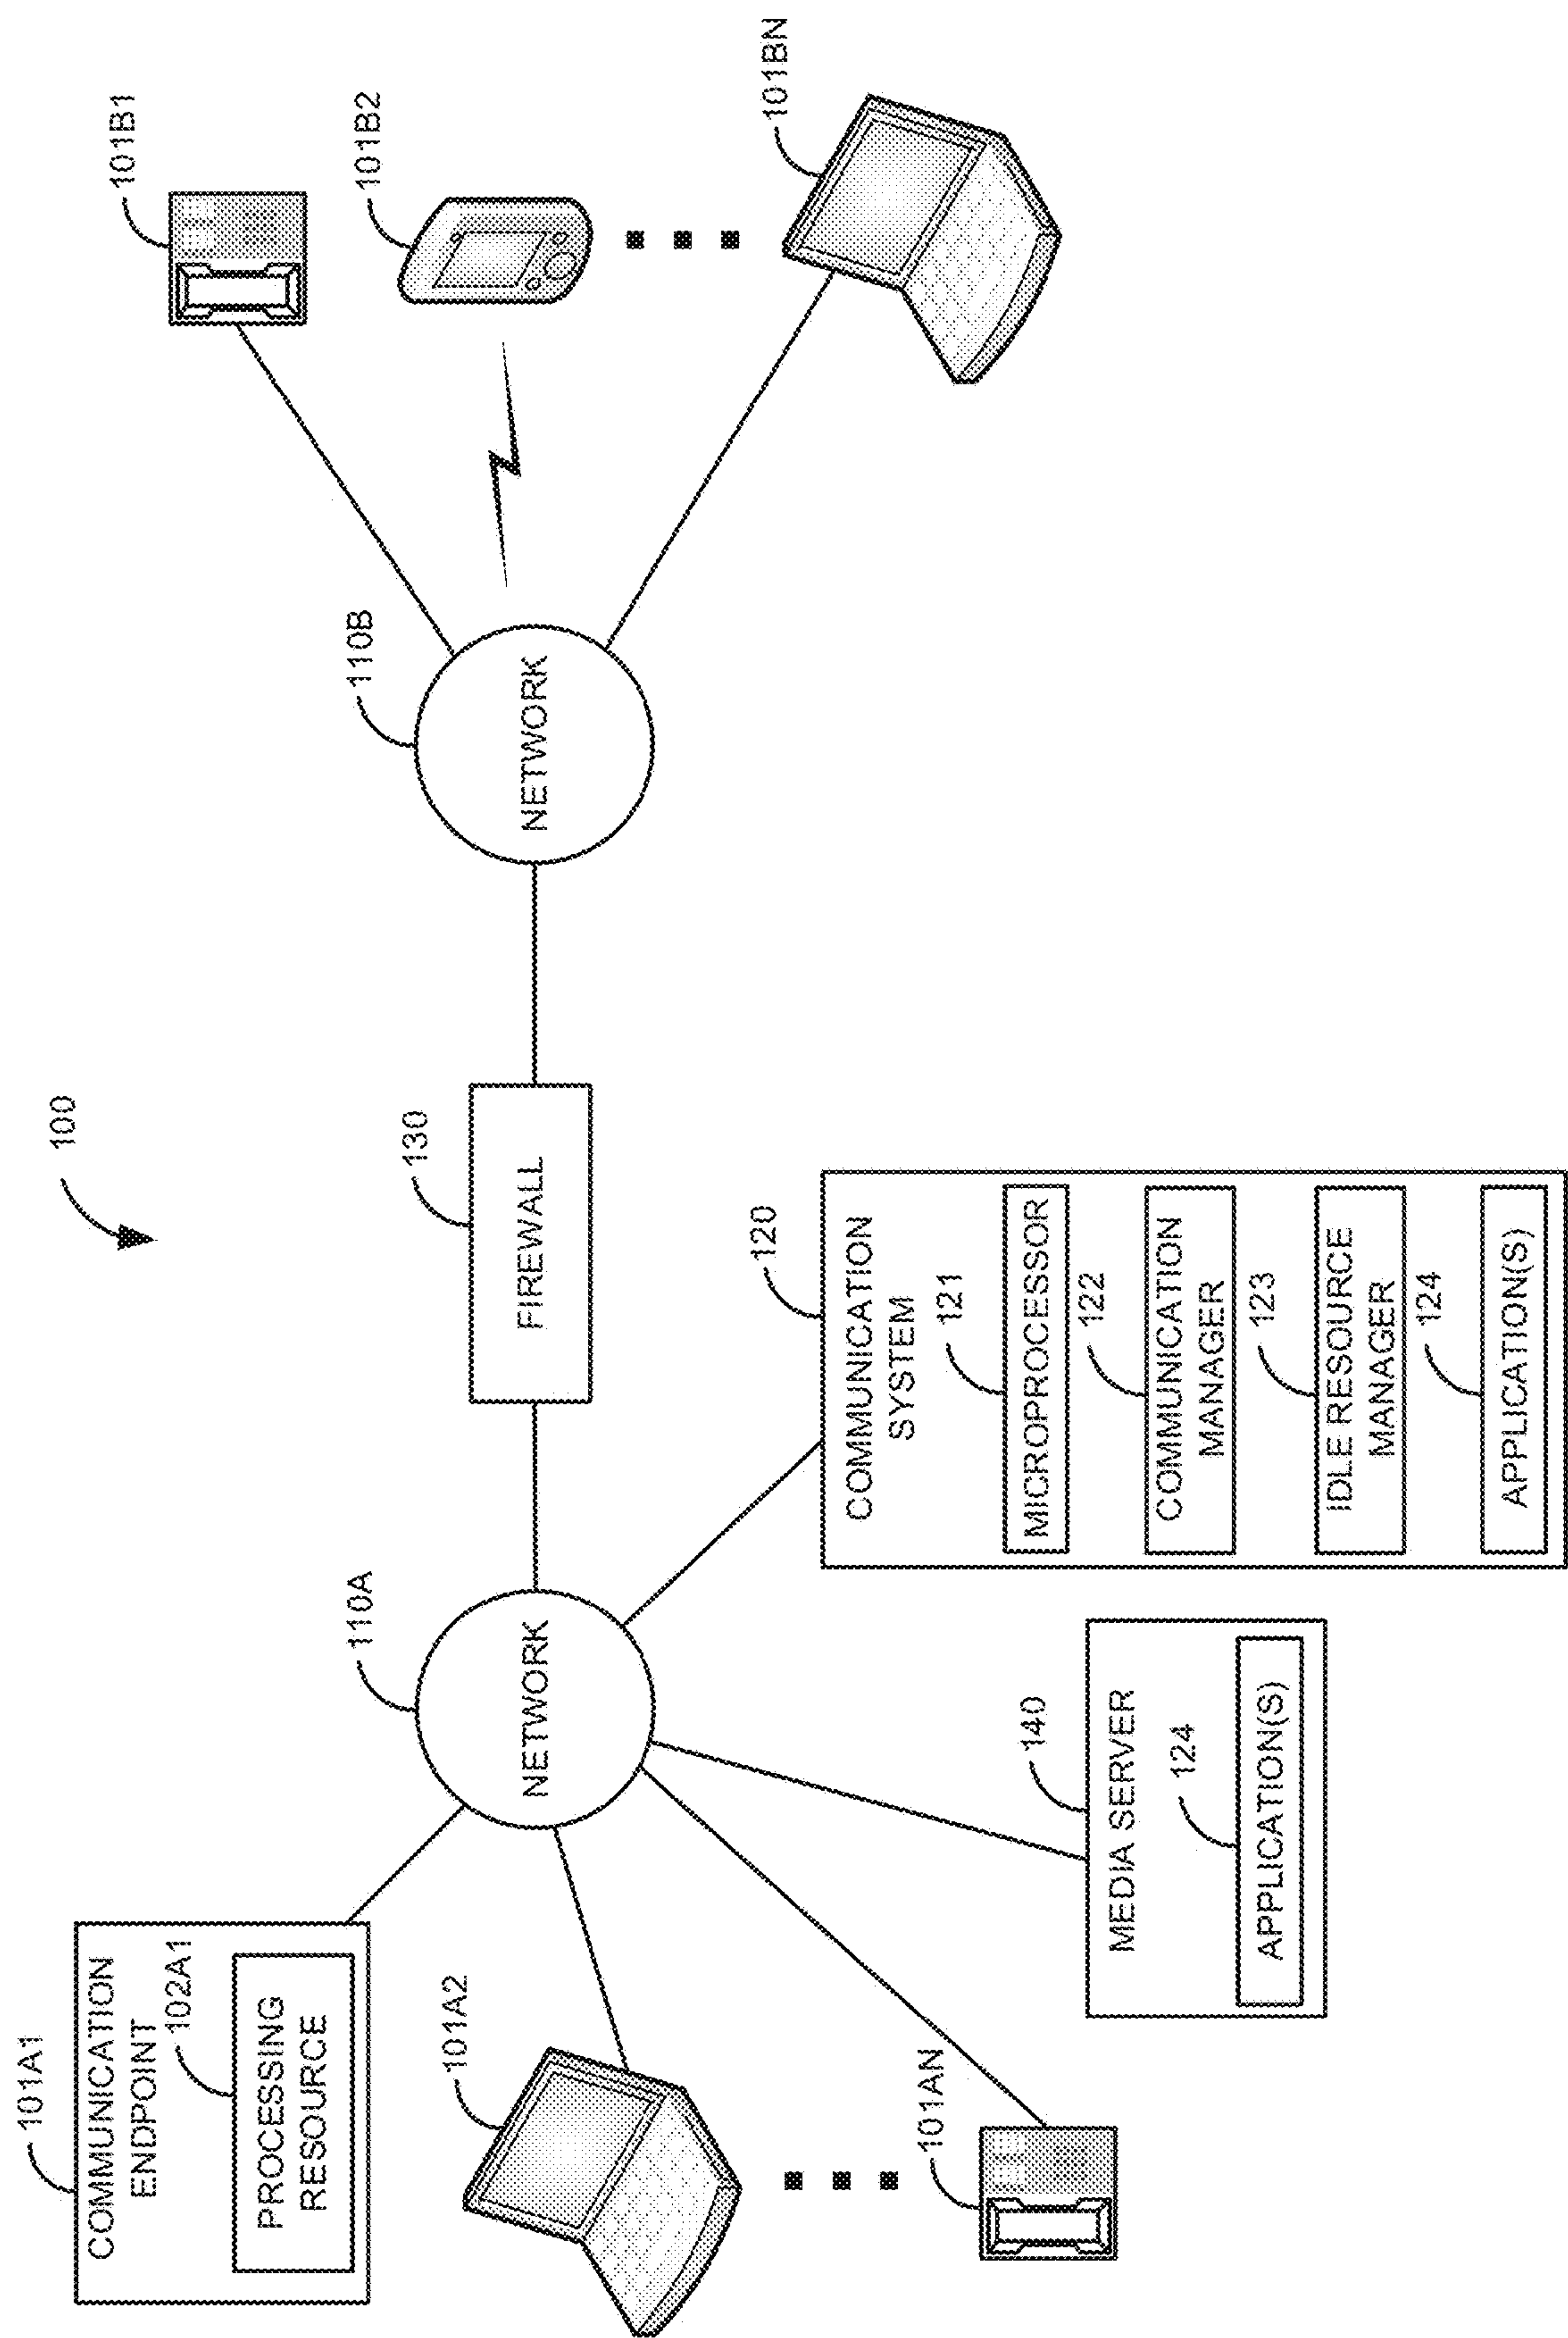 100
101A1
COMMUNICATION
ENDPOINT
102A1
PROCESSING
RESOURCE
101A2
101AN
110A
NETWORK
130
FIREWALL
110B
NETWORK
101B1
101B2
101BN
140
MEDIA SERVER
124
APPLICATION(S)
120
COMMUNICATION
SYSTEM
121
MICROPROCESSOR
122
COMMUNICATION
MANAGER
123
IDLE RESOURCE
MANAGER
124
APPLICATION(S)